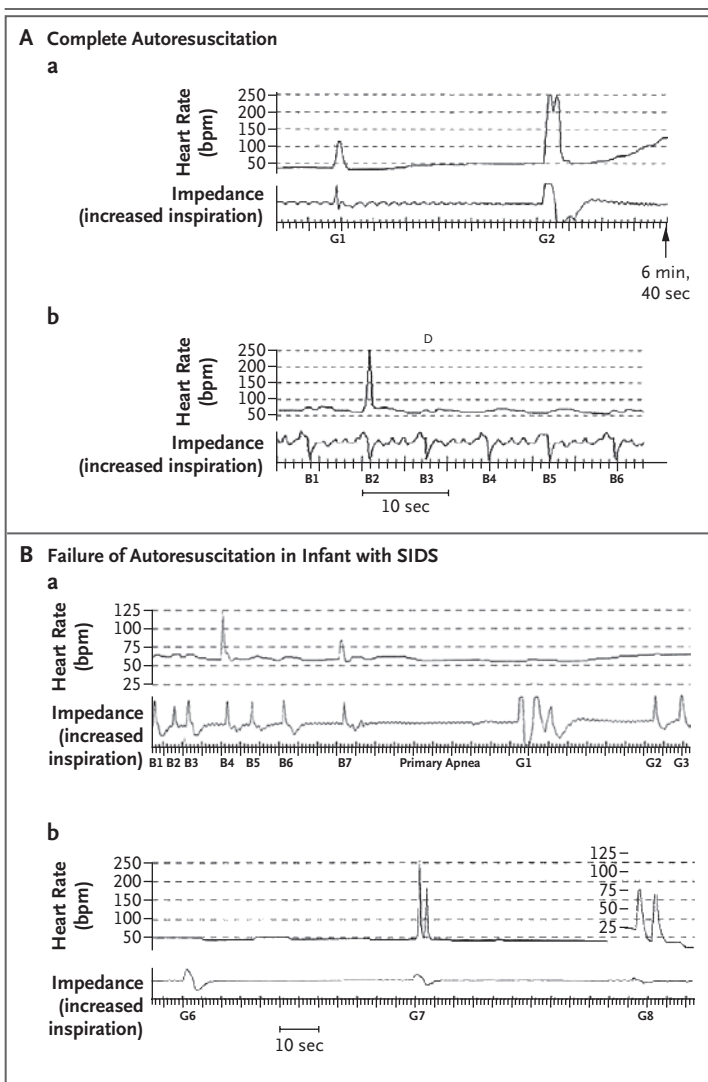 A Complete Autoresuscitation
a
Heart Rate
(bpm)
250
200
150
100
50
Impedance
(increased inspiration)
G1 G2
6 min,
40 sec
b
D
Heart Rate
(bpm)
250
200
150
100
50
Impedance
(increased inspiration)
B1 B2 B3 B4 B5 B6
10 sec
B Failure of Autoresuscitation in Infant with SIDS
a
Heart Rate
(bpm)
125
100
75
50
25
Impedance
(increased
inspiration)
B1 B2 B3 B4 B5 B6 B7 Primary Apnea G1 G2 G3
b
Heart Rate
(bpm)
250
200
150
100
50
125
100
75
50
25
Impedance
(increased
inspiration)
G6 G7 G8
10 sec